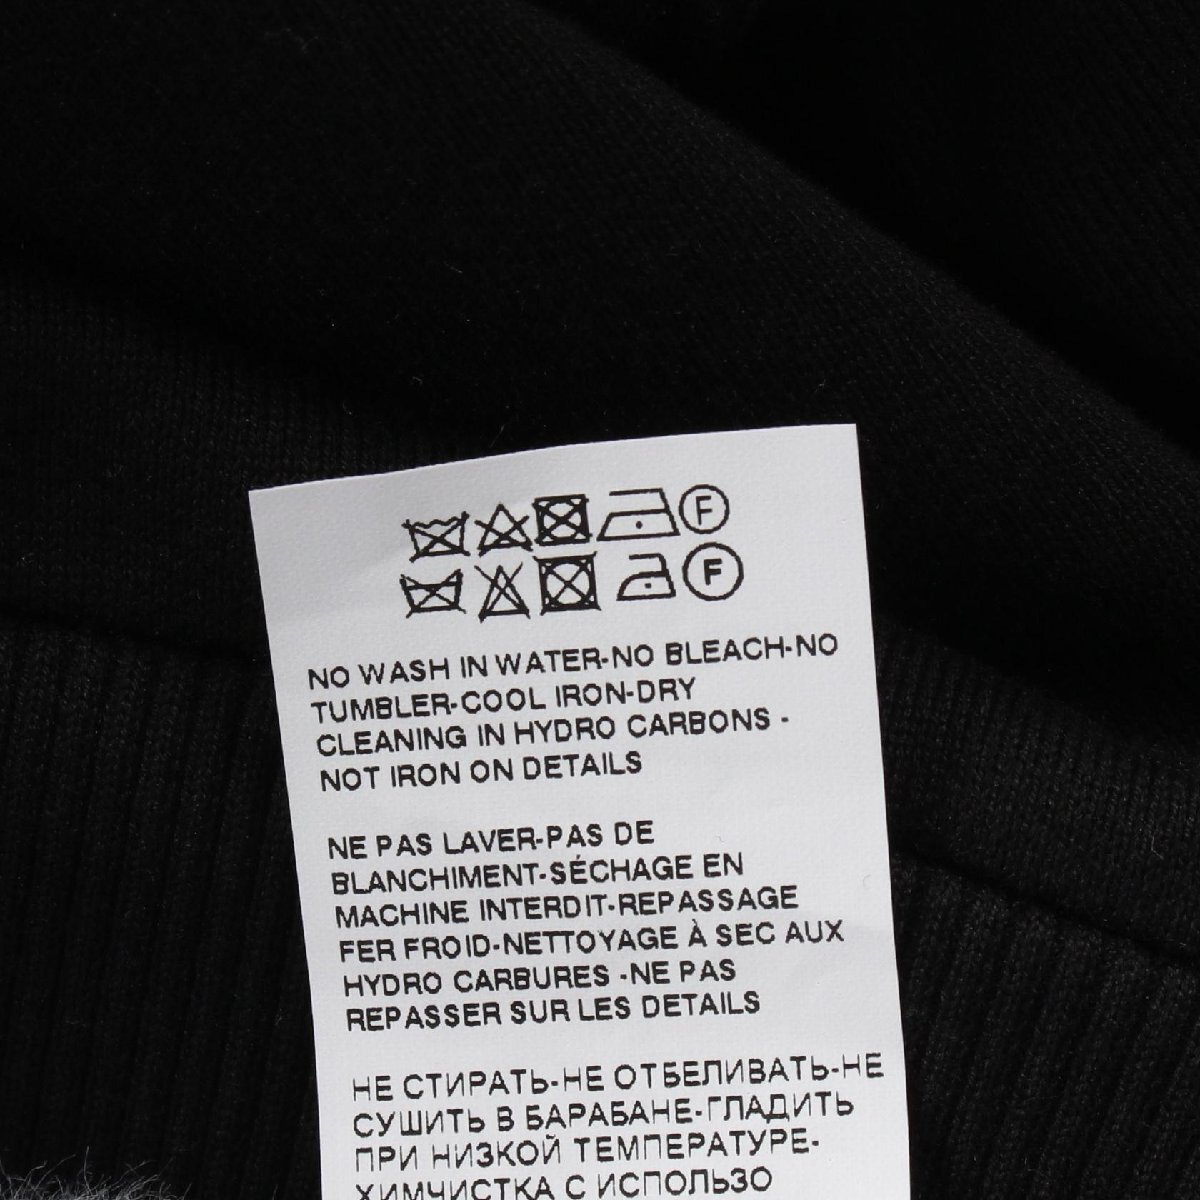 F
F
NO WASH IN WATER-NO BLEACH-NO
TUMBLER-COOL IRON-DRY
CLEANING IN HYDRO CARBONS -
NOT IRON ON DETAILS
NE PAS LAVER-PAS DE
BLANCHIMENT-SÉCHAGE EN
MACHINE INTERDIT-REPASSAGE
FER FROID-NETTOYAGE À SEC AUX
HYDRO CARBURES -NE PAS
REPASSER SUR LES DETAILS
НЕ СТИРАТЬ-НЕ ОТБЕЛИВАТЬ-НЕ
СУШИТЬ В БАРАБАНЕ-ГЛАДИТЬ
ПРИ НИЗКОЙ ТЕМПЕРАТУРЕ-
ХИМЧИСТКА С ИСПОЛЬЗО